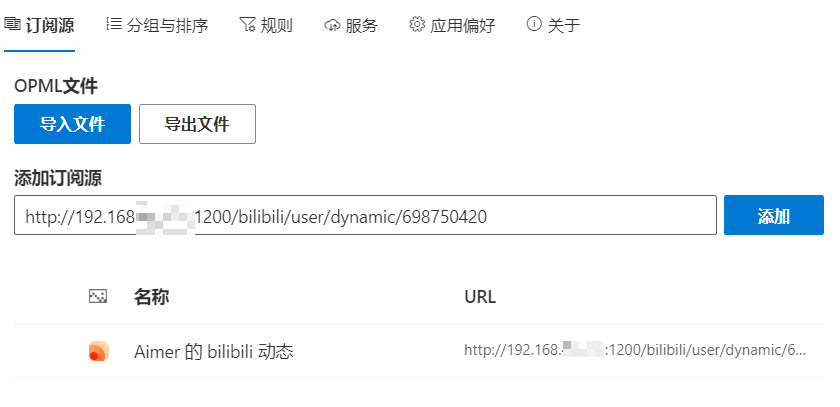 订阅源 分组与排序 规则 服务 应用偏好 关于
OPML文件
导入文件 导出文件
添加订阅源
http://192.168 1200/bilibili/user/dynamic/698750420 添加
名称 URL
Aimer 的 bilibili 动态 http://192.168. :1200/bilibili/user/dynamic/6...